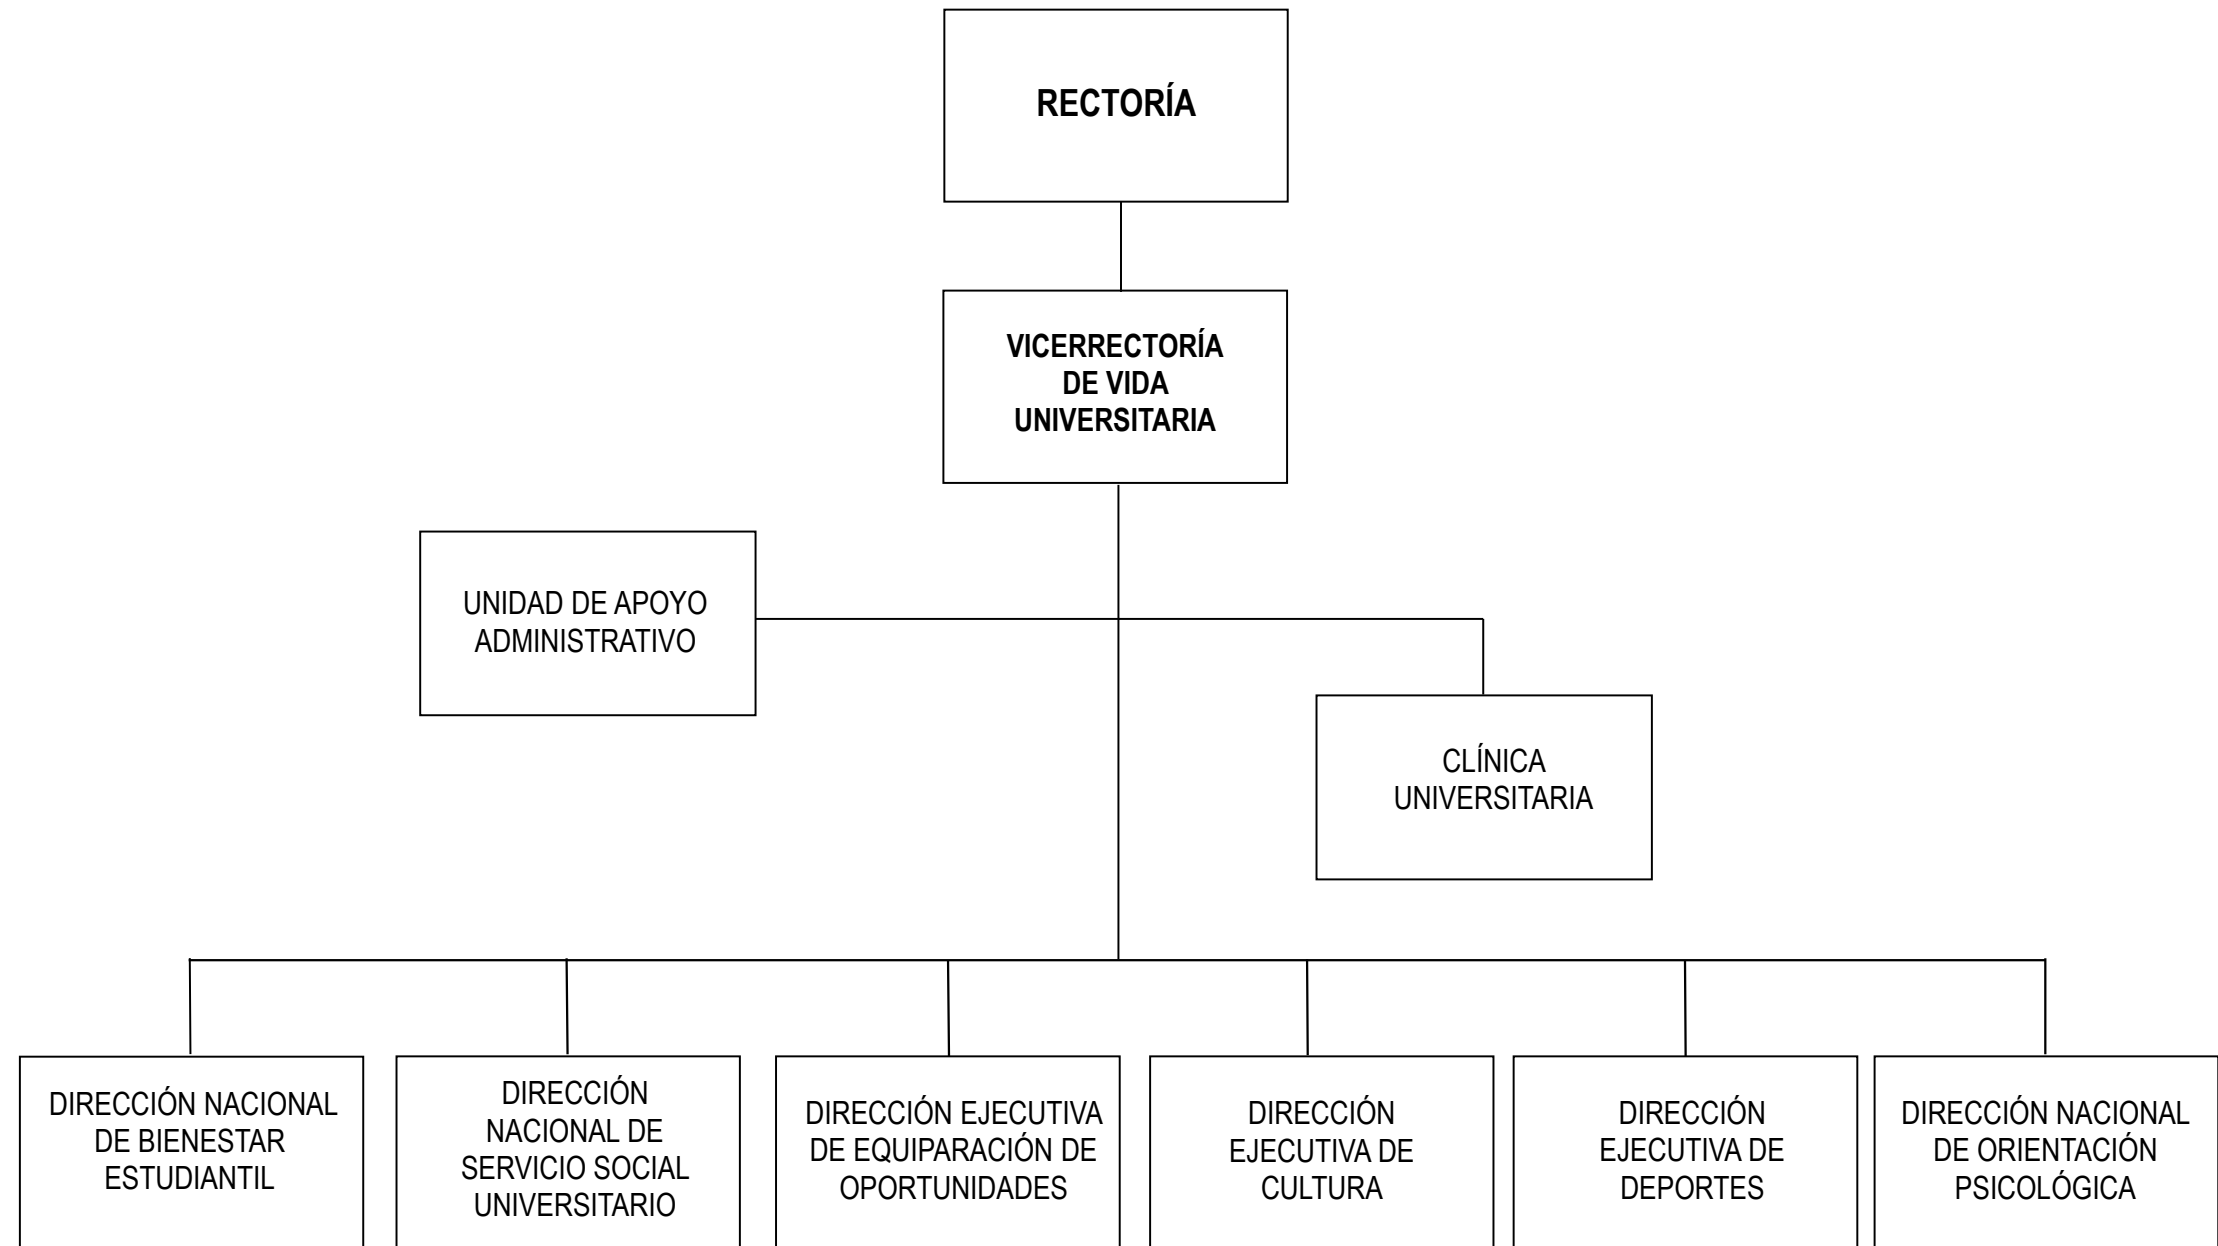 RECTORÍA
VICERRECTORÍA
DE VIDA
UNIVERSITARIA
UNIDAD DE APOYO
ADMINISTRATIVO
CLÍNICA
UNIVERSITARIA
DIRECCIÓN NACIONAL
DE BIENESTAR
ESTUDIANTIL
DIRECCIÓN
NACIONAL DE
SERVICIO SOCIAL
UNIVERSITARIO
DIRECCIÓN EJECUTIVA
DE EQUIPARACIÓN DE
OPORTUNIDADES
DIRECCIÓN
EJECUTIVA DE
CULTURA
DIRECCIÓN
EJECUTIVA DE
DEPORTES
DIRECCIÓN NACIONAL
DE ORIENTACIÓN
PSICOLÓGICA